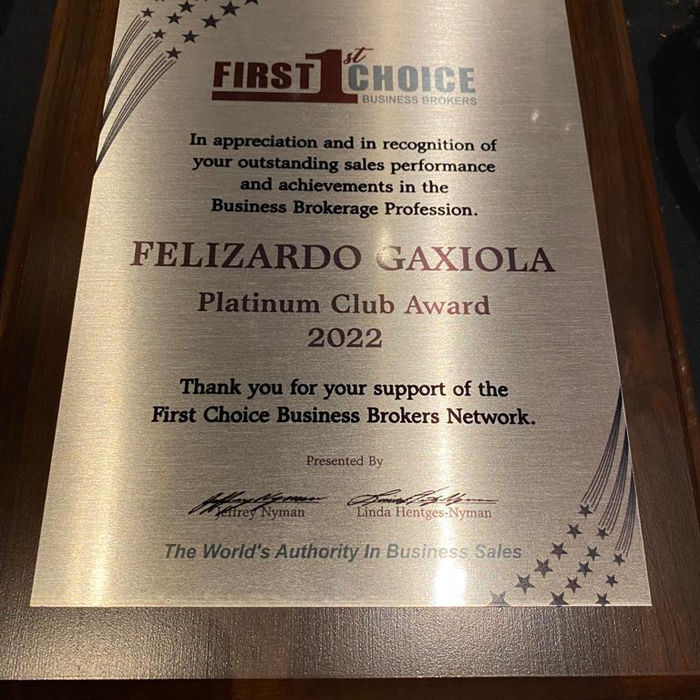 FIRST 1st CHOICE
BUSINESS BROKERS
In appreciation and in recognition of
your outstanding sales performance
and achievements in the
Business Brokerage Profession.
FELIZARDO GAXIOLA
Platinum Club Award
2022
Thank you for your support of the
First Choice Business Brokers Network.
Presented By
Jeffrey Nyman Linda Hentges-Nyman
The World's Authority In Business Sales